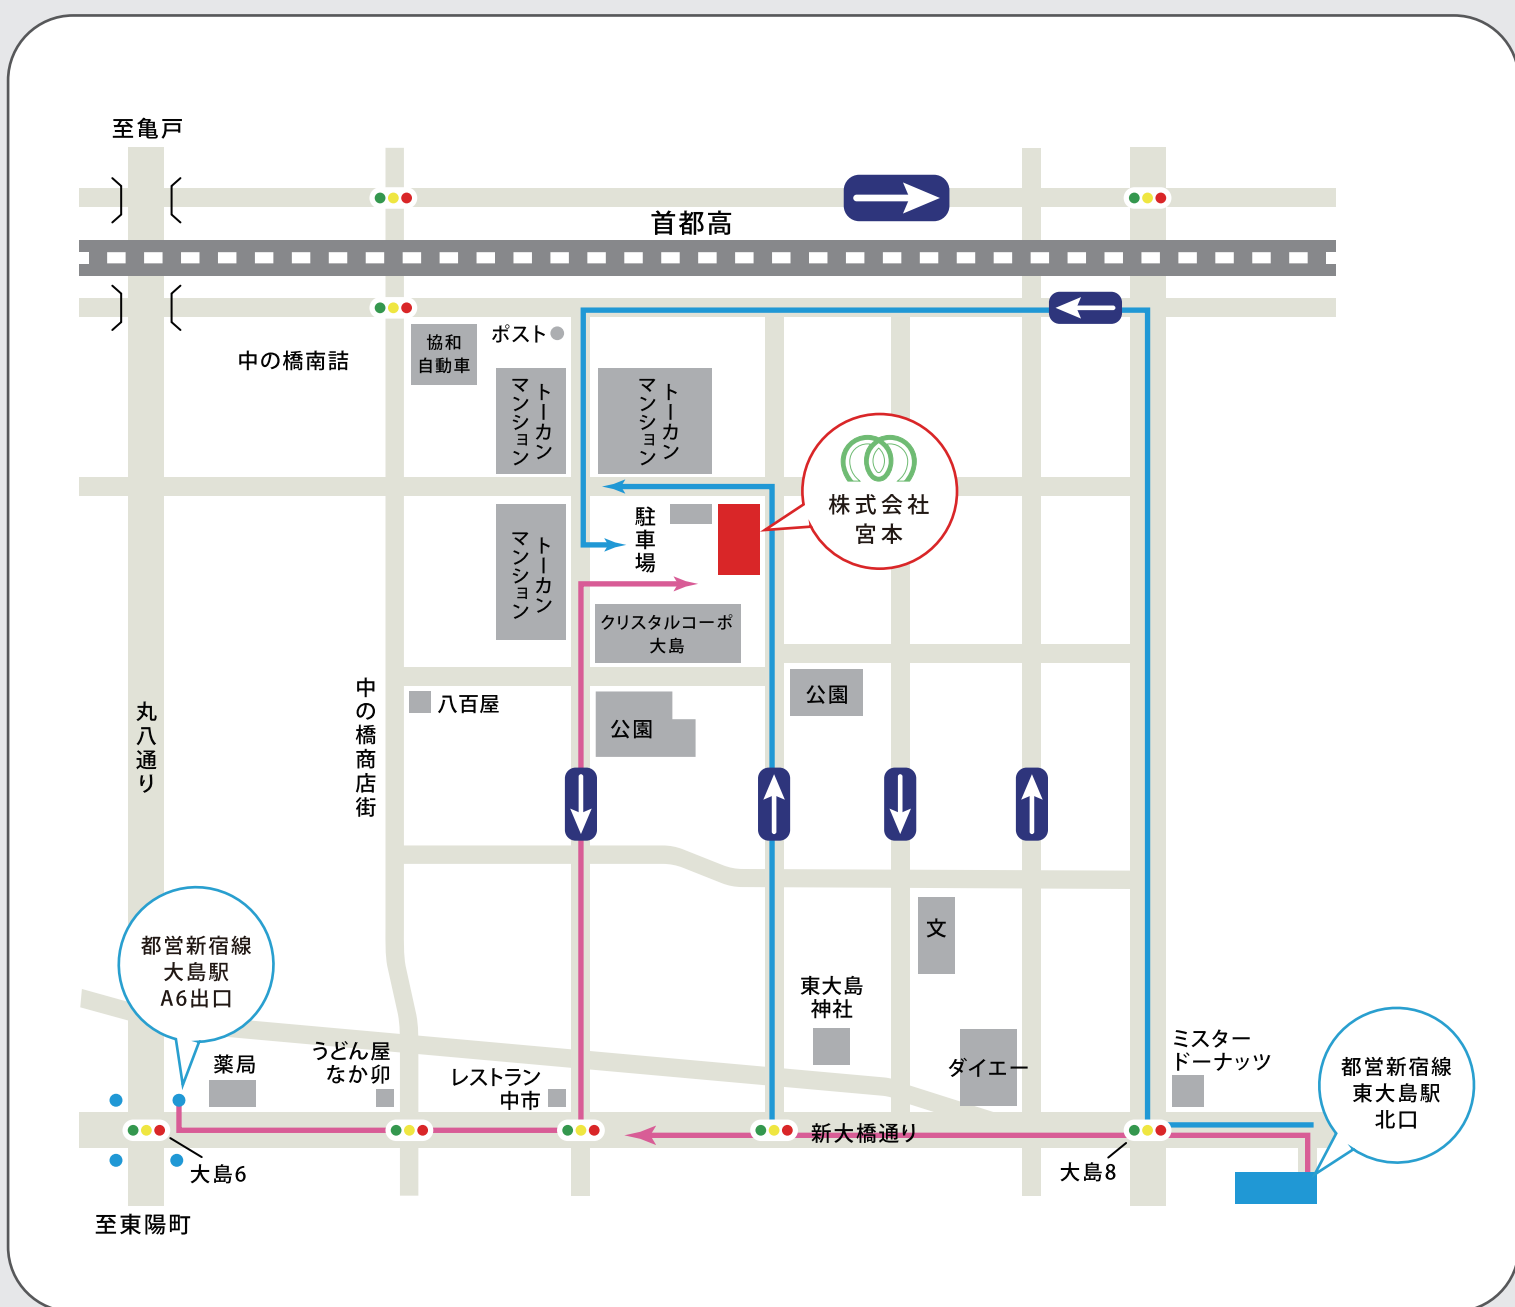 至亀戸
首都高
協和
自動車
ポスト
中の橋南詰
トーカン
マンション
トーカン
マンション
株式会社
宮本
駐車場
トーカン
マンション
クリスタルコーポ
大島
中の橋商店街
八百屋
公園
公園
丸八通り
都営新宿線
大島駅
A6出口
文
東大島
神社
ダイエー
ミスター
ドーナッツ
都営新宿線
東大島駅
北口
薬局
うどん屋
なか卯
レストラン
中市
新大橋通り
大島6
大島8
至東陽町